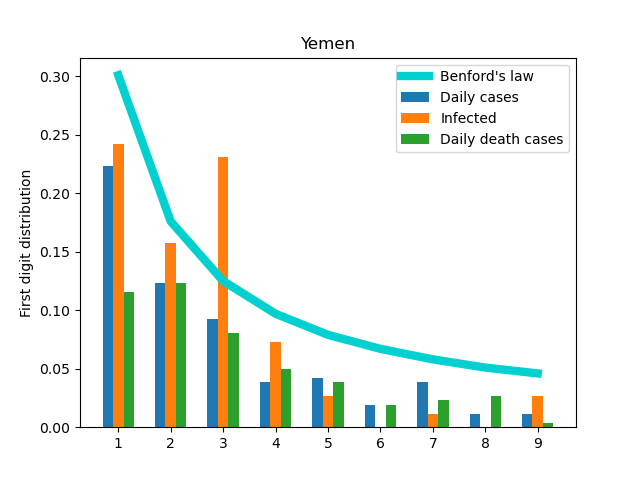 Yemen
First digit distribution
0.30
0.25
0.20
0.15
0.10
0.05
0.00
Benford's law
Daily cases
Infected
Daily death cases
1 2 3 4 5 6 7 8 9